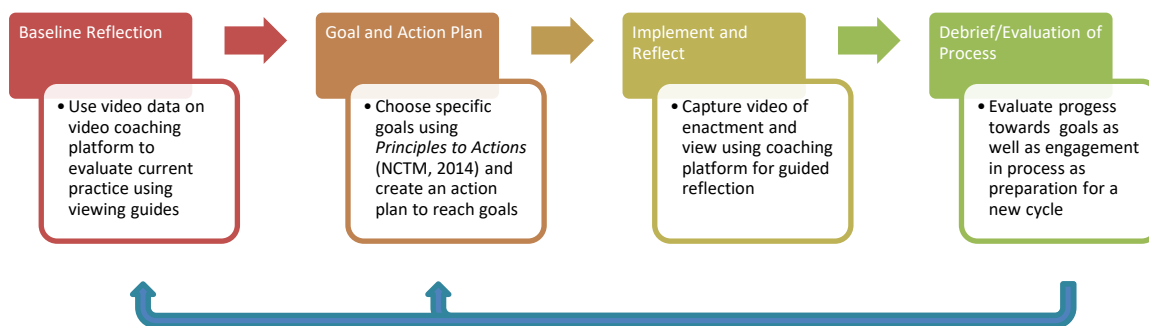 Baseline Reflection
• Use video data on
video coaching
platform to
evaluate current
practice using
viewing guides
Goal and Action Plan
• Choose specific
goals using
Principles to Actions
(NCTM, 2014) and
create an action
plan to reach goals
Implement and
Reflect
• Capture video of
enactment and
view using coaching
platform for guided
reflection
Debrief/Evaluation of
Process
• Evaluate progess
towards goals as
well as engagement
in process as
preparation for a
new cycle